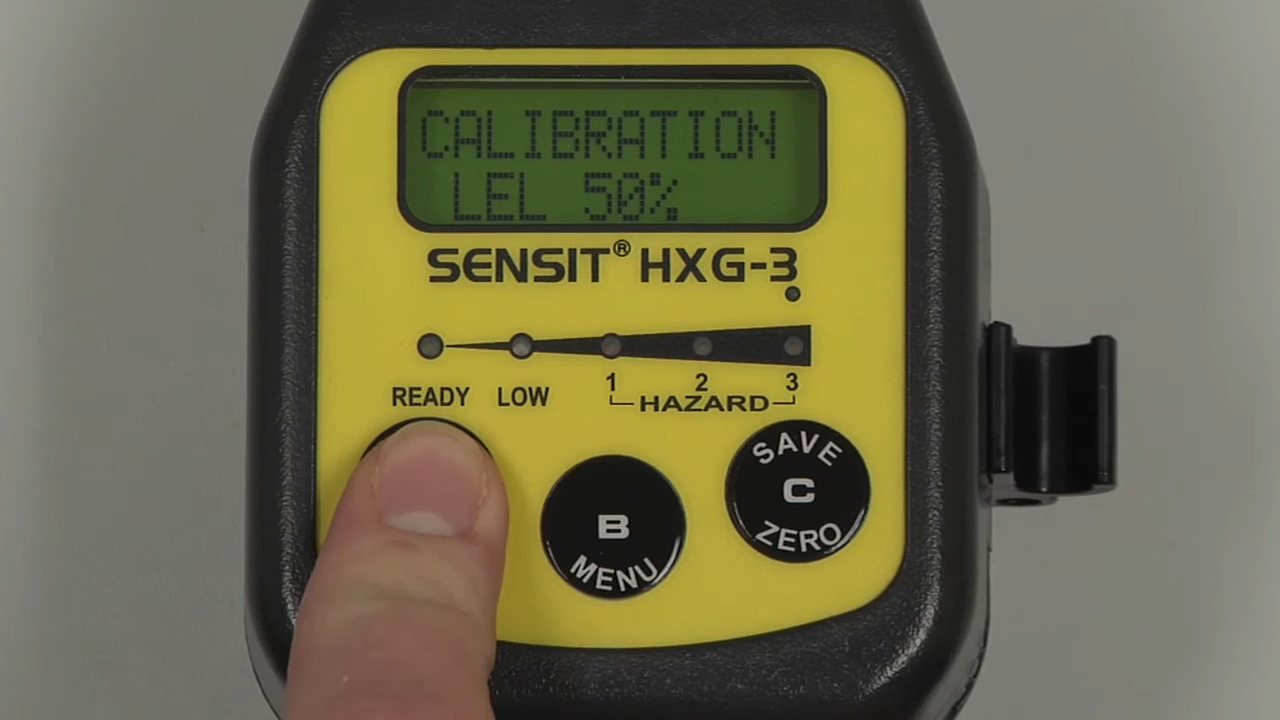 CALIBRATION
LEL 50%
SENSIT® HXG-3
READY LOW 1 2 3
HAZARD
B
MENU
SAVE
C
ZERO